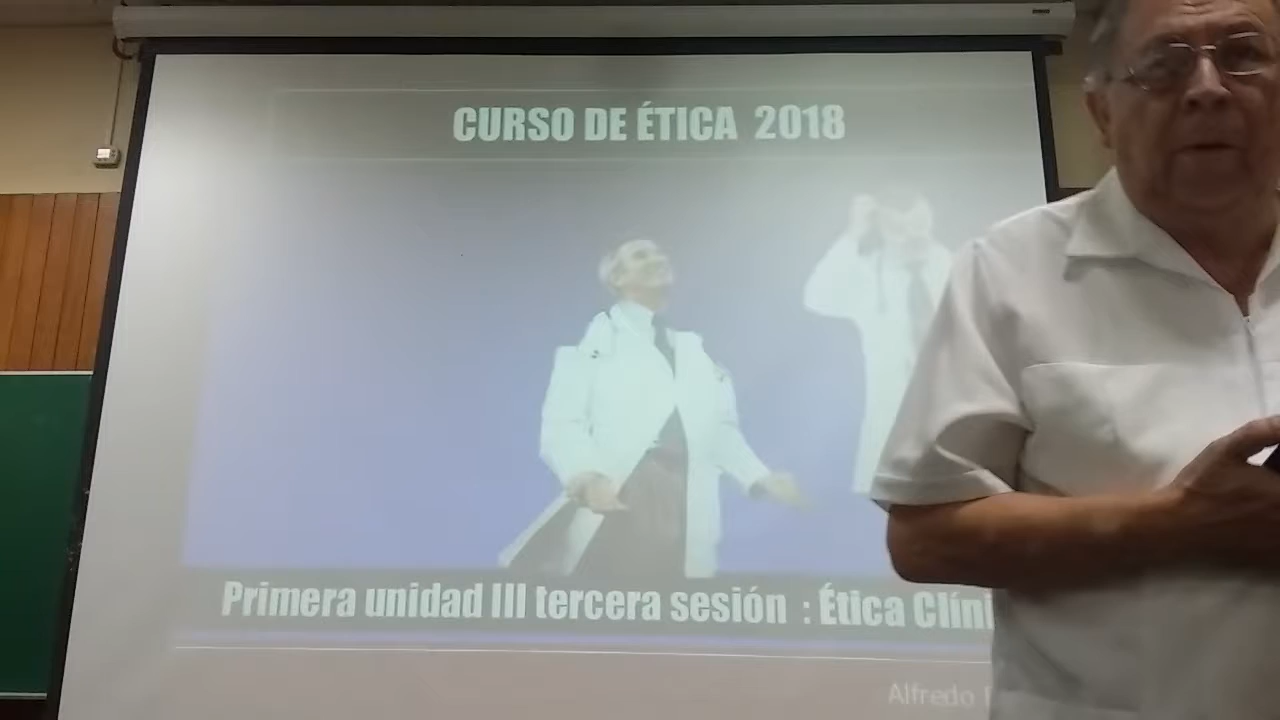 CURSO DE ÉTICA 2018
Primera unidad III tercera sesión : Ética Clíni
Alfredo